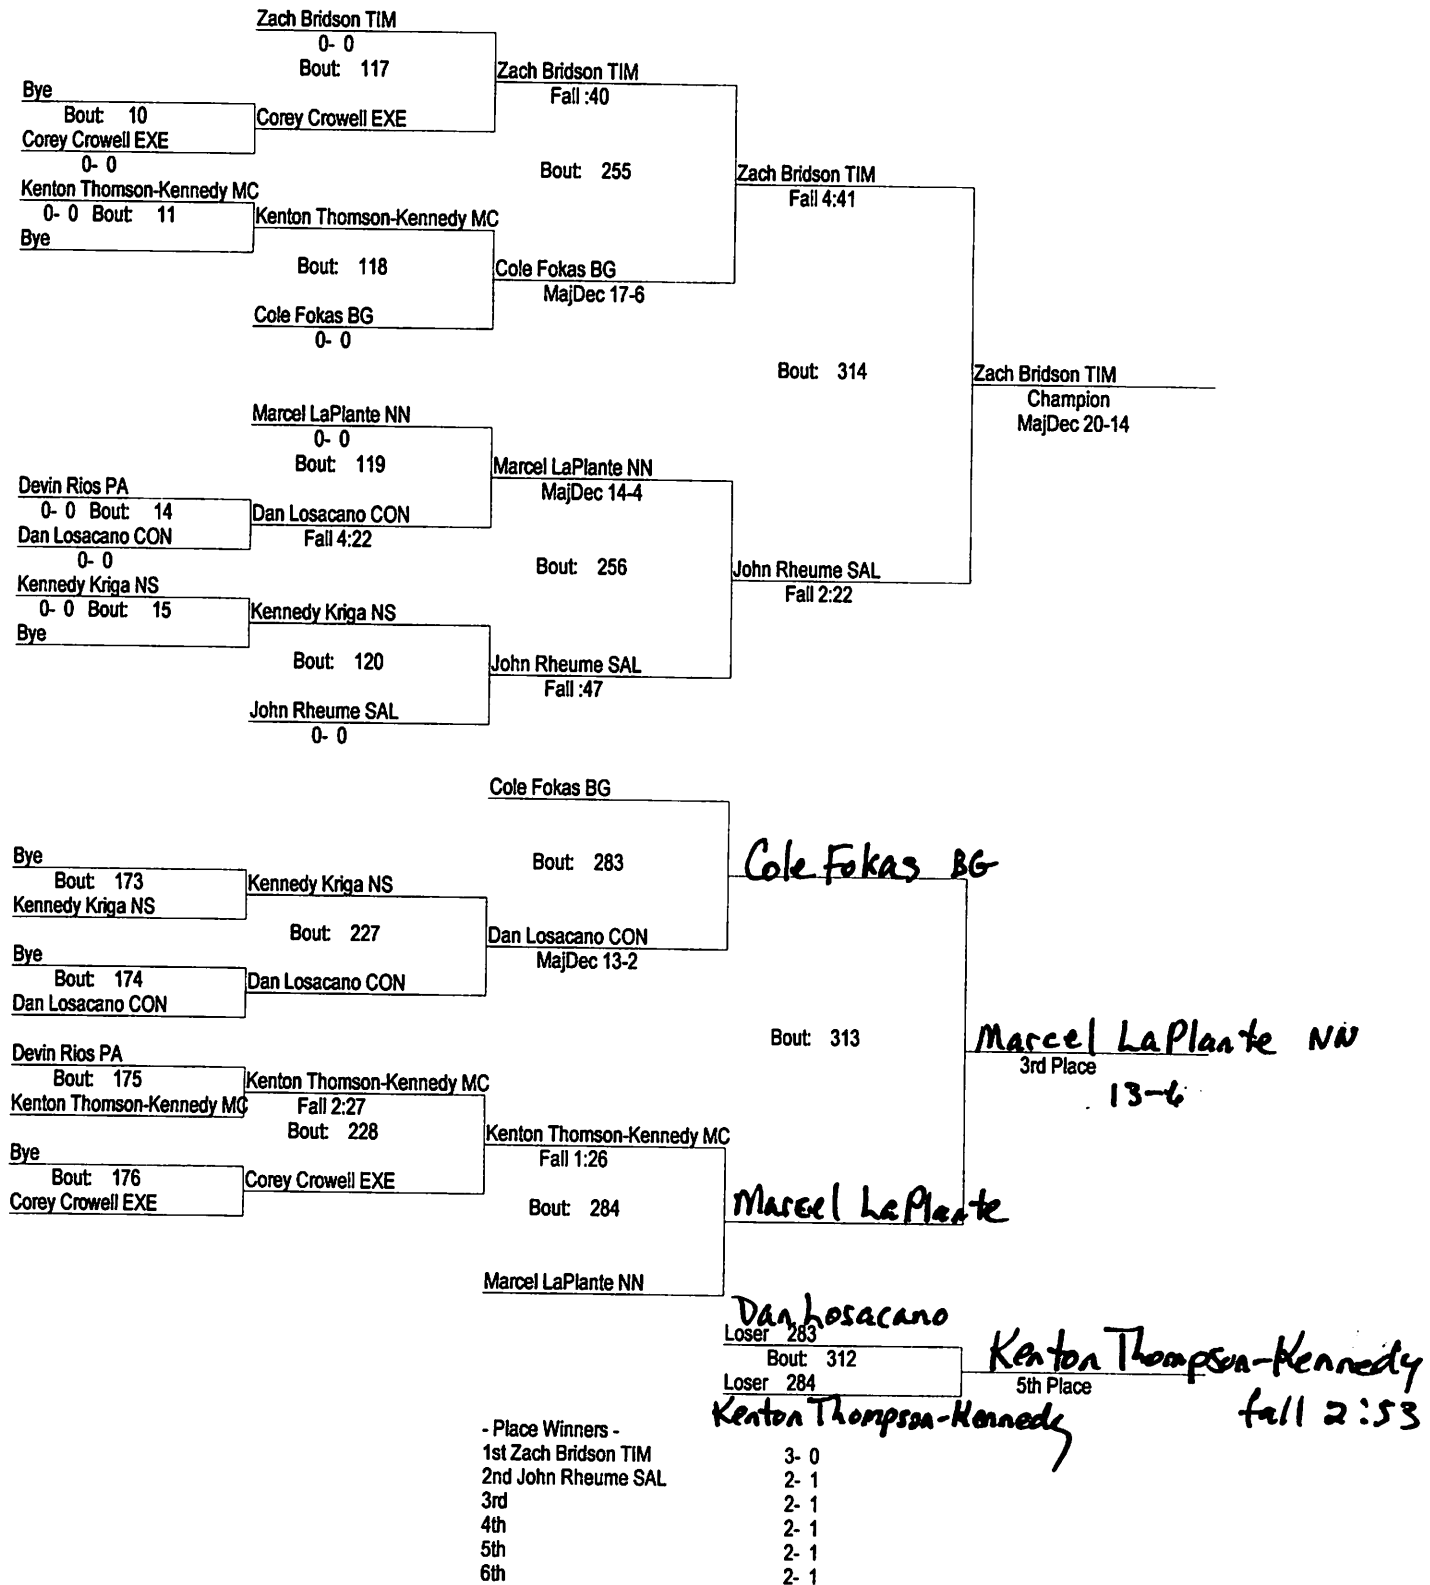 Zach Bridson TIM
0- 0
Bout: 117
Zach Bridson TIM
Fall :40
Bye
Bout: 10
Corey Crowell EXE
Corey Crowell EXE
0- 0
Bout: 255
Zach Bridson TIM
Fall 4:41
Kenton Thomson-Kennedy MC
0- 0 Bout: 11
Kenton Thomson-Kennedy MC
Bye
Bout: 118
Cole Fokas BG
MajDec 17-6
Cole Fokas BG
0- 0
Bout: 314
Zach Bridson TIM
Champion
MajDec 20-14
Marcel LaPlante NN
0- 0
Bout: 119
Marcel LaPlante NN
MajDec 14-4
Devin Rios PA
0- 0 Bout: 14
Dan Losacano CON
Fall 4:22
Dan Losacano CON
0- 0
Bout: 256
John Rheume SAL
Fall 2:22
Kennedy Kriga NS
0- 0 Bout: 15
Kennedy Kriga NS
Bye
Bout: 120
John Rheume SAL
Fall :47
John Rheume SAL
0- 0
Cole Fokas BG
Bout: 283
Cole Fokas BG
Bye
Bout: 173
Kennedy Kriga NS
Kennedy Kriga NS
Bout: 227
Dan Losacano CON
MajDec 13-2
Bye
Bout: 174
Dan Losacano CON
Dan Losacano CON
Bout: 313
Marcel LaPlante NN
3rd Place
13-6
Devin Rios PA
Bout: 175
Kenton Thomson-Kennedy MC
Kenton Thomson-Kennedy MC
Fall 2:27
Bout: 228
Kenton Thomson-Kennedy MC
Fall 1:26
Bye
Bout: 176
Corey Crowell EXE
Corey Crowell EXE
Bout: 284
Marcel LaPlante
Marcel LaPlante NN
Dan Losacano
Loser 283
Bout: 312
Kenton Thompson-Kennedy
5th Place
fall 2:53
Loser 284
Kenton Thompson-Kennedy
- Place Winners -
1st Zach Bridson TIM 3- 0
2nd John Rheume SAL 2- 1
3rd 2- 1
4th 2- 1
5th 2- 1
6th 2- 1